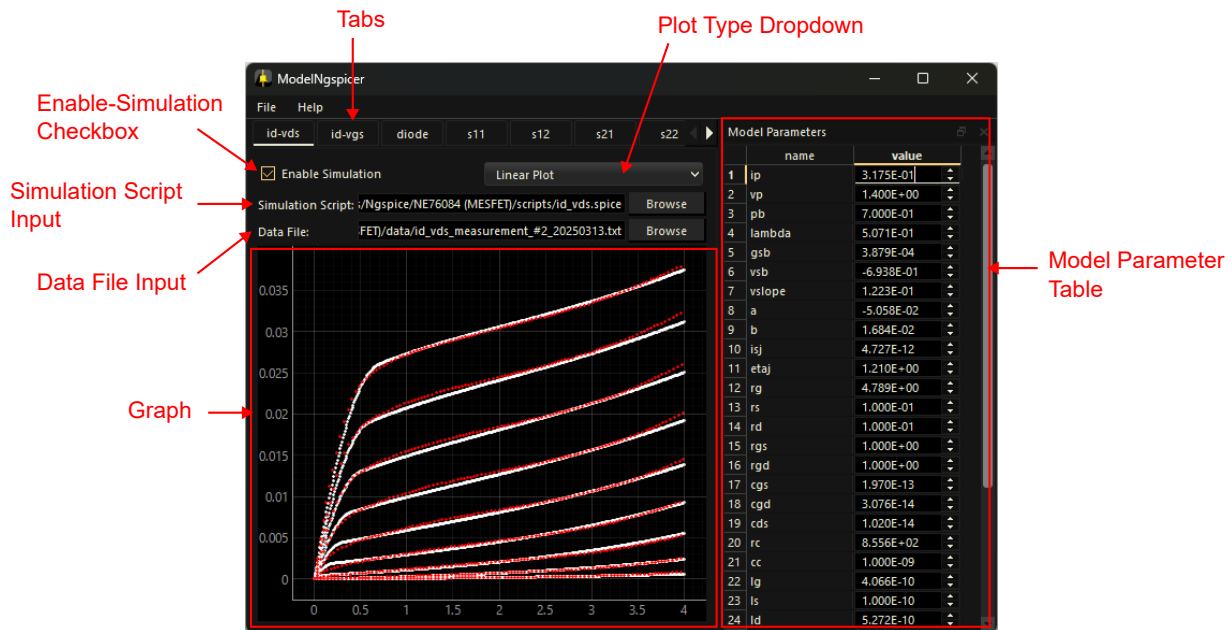 Tabs
Plot Type Dropdown
Enable-Simulation
Checkbox
Simulation Script
Input
Data File Input
Graph
Model Parameter
Table
ModelNgspicer
File Help
id-vds id-vgs diode s11 s12 s21 s22
Enable Simulation Linear Plot
Simulation Script: ;/Ngspice/NE76084 (MESFET)/scripts/id_vds.spice Browse
Data File: FET)/data/id_vds_measurement_#2_20250313.txt Browse
0.035
0.03
0.025
0.02
0.015
0.01
0.005
0
0 0.5 1 1.5 2 2.5 3 3.5 4
Model Parameters
name value
1 ip 3.175E-01
2 vp 1.400E+00
3 pb 7.000E-01
4 lambda 5.071E-01
5 gsb 3.879E-04
6 vsb -6.938E-01
7 vslope 1.223E-01
8 a -5.058E-02
9 b 1.684E-02
10 isj 4.727E-12
11 etaj 1.210E+00
12 rg 4.789E+00
13 rs 1.000E-01
14 rd 1.000E-01
15 rgs 1.000E+00
16 rgd 1.000E+00
17 cgs 1.970E-13
18 cgd 3.076E-14
19 cds 1.020E-14
20 rc 8.556E+02
21 cc 1.000E-09
22 lg 4.066E-10
23 ls 1.000E-10
24 ld 5.272E-10